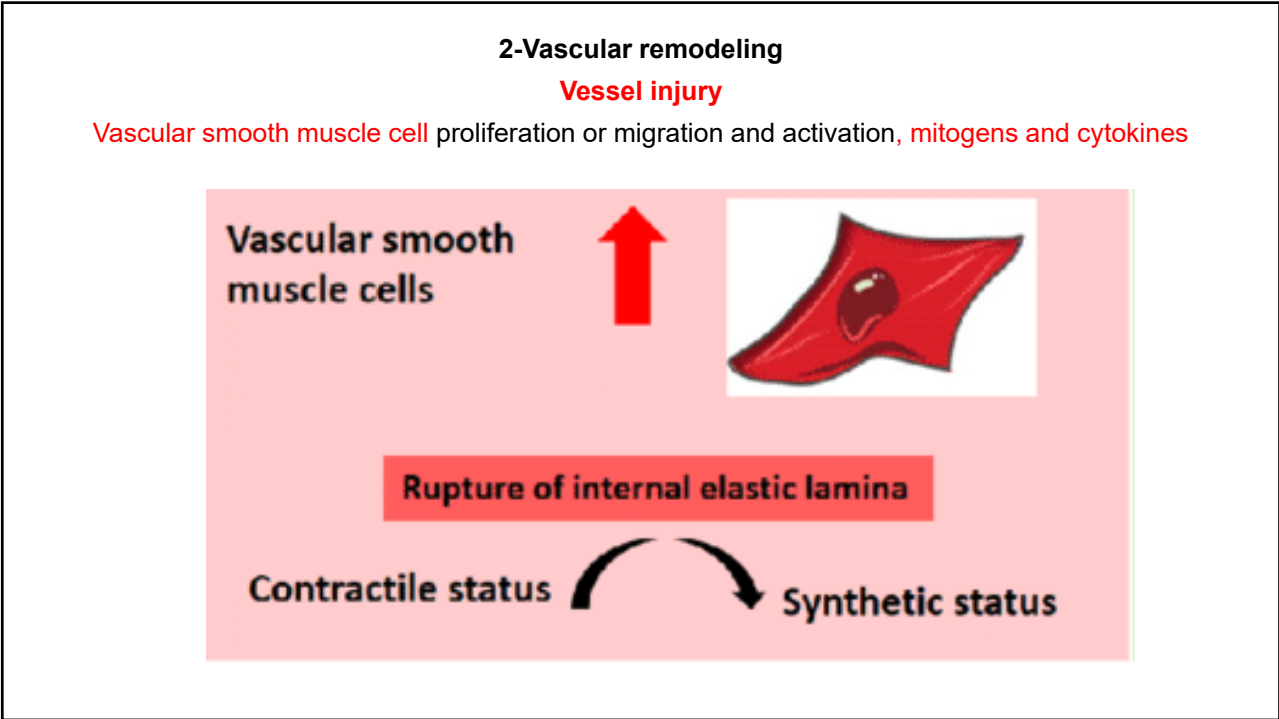 2-Vascular remodeling
Vessel injury
Vascular smooth muscle cell proliferation or migration and activation, mitogens and cytokines
Vascular smooth
muscle cells
Rupture of internal elastic lamina
Contractile status
Synthetic status